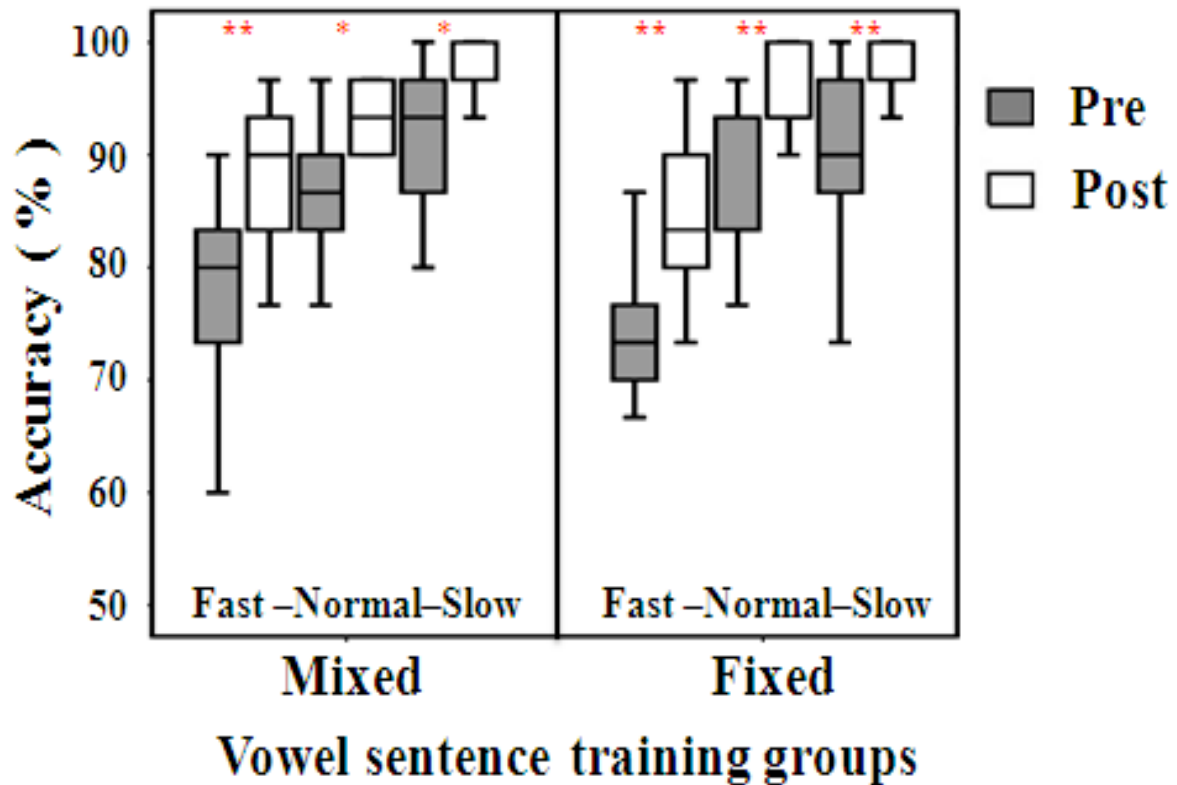 ** * * ** ** **
100
90
80
70
60
50
Accuracy ( % )
Fast –Normal–Slow
Fast –Normal–Slow
Mixed
Fixed
Vowel sentence training groups
Pre
Post